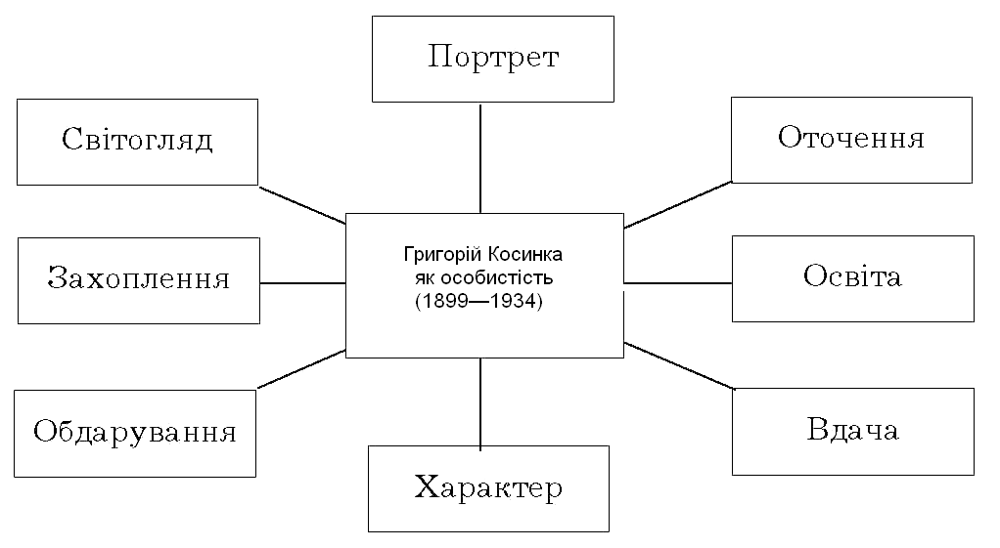 Портрет
Світогляд
Оточення
Григорій Косинка
як особистість
(1899—1934)
Захоплення
Освіта
Обдарування
Вдача
Характер